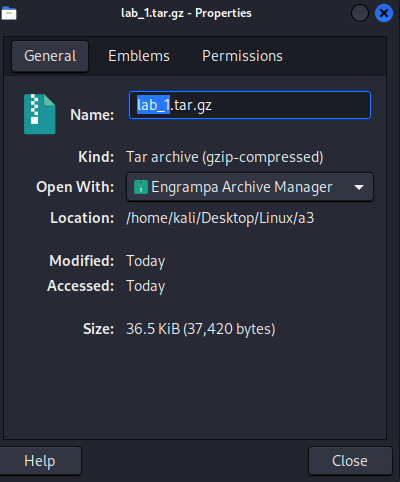 lab_1.tar.gz - Properties
General Emblems Permissions
Name: lab_1.tar.gz
Kind: Tar archive (gzip-compressed)
Open With: Engrampa Archive Manager
Location: /home/kali/Desktop/Linux/a3
Modified: Today
Accessed: Today
Size: 36.5 KiB (37,420 bytes)
Help Close